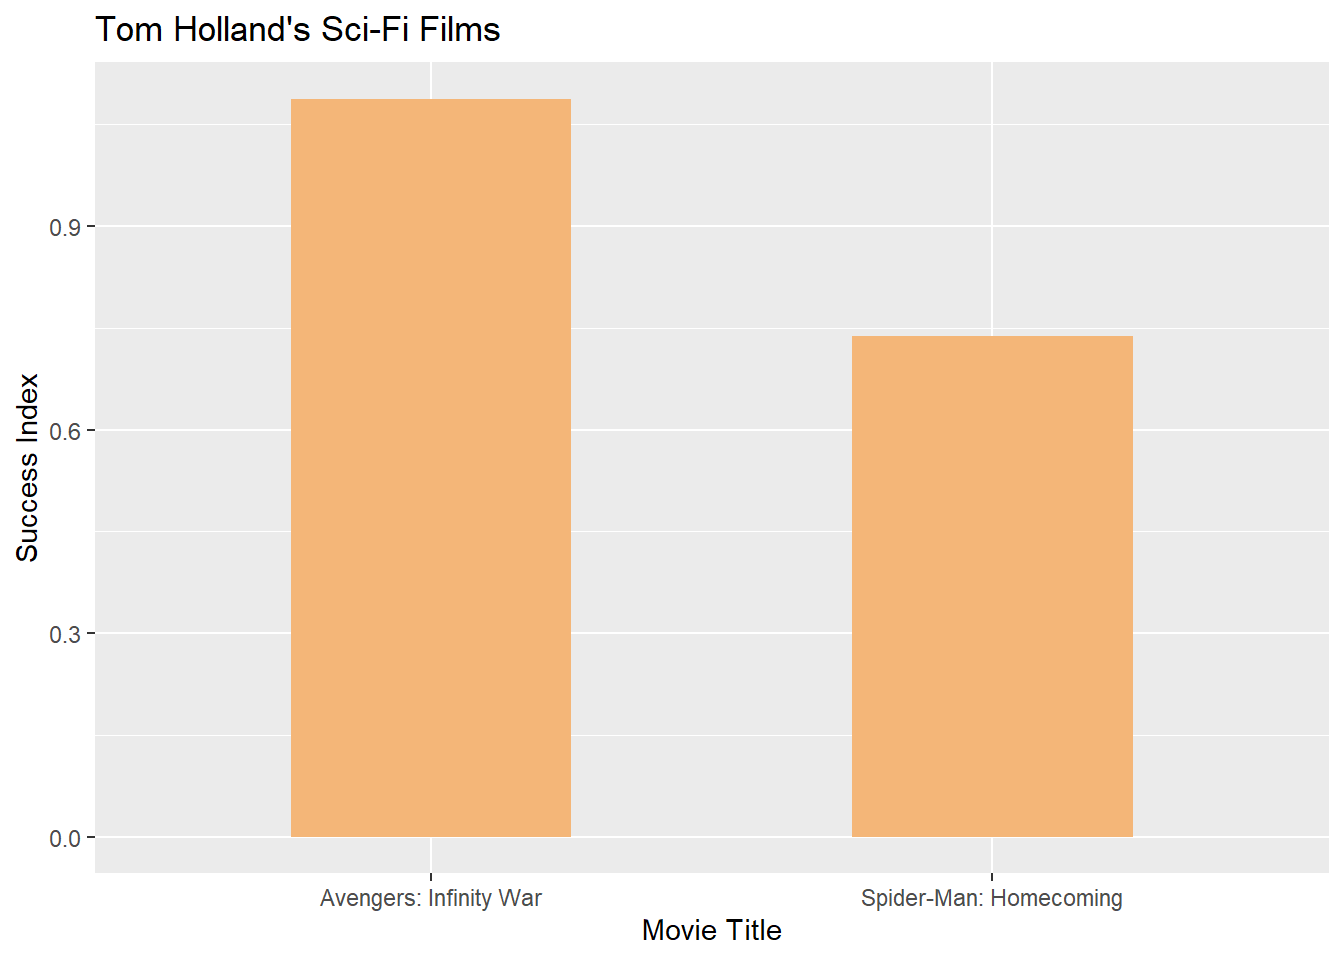 Tom Holland's Sci-Fi Films
Success Index
0.9
0.6
0.3
0.0
Avengers: Infinity War
Spider-Man: Homecoming
Movie Title